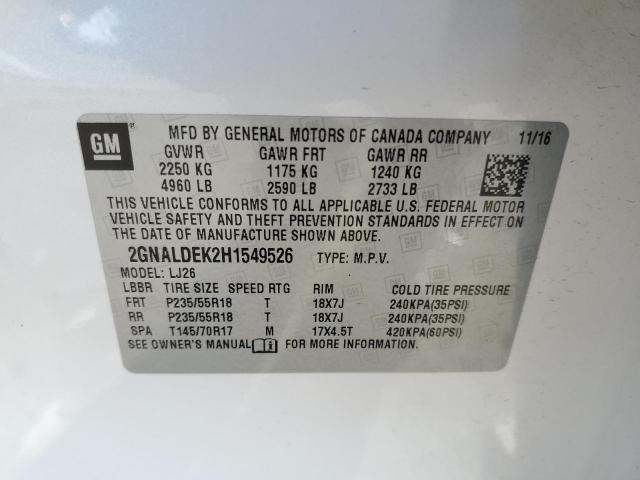 GM
MFD BY GENERAL MOTORS OF CANADA COMPANY 11/16
GVWR GAWR FRT GAWR RR
2250 KG 1175 KG 1240 KG
4960 LB 2590 LB 2733 LB
THIS VEHICLE CONFORMS TO ALL APPLICABLE U.S. FEDERAL MOTOR
VEHICLE SAFETY AND THEFT PREVENTION STANDARDS IN EFFECT ON
THE DATE OF MANUFACTURE SHOWN ABOVE.
2GNALDEK2H1549526 TYPE: M.P.V.
MODEL: LJ26
LBBR TIRE SIZE SPEED RTG RIM COLD TIRE PRESSURE
FRT P235/55R18 T 18X7J 240KPA(35PSI)
RR P235/55R18 T 18X7J 240KPA(35PSI)
SPA T145/70R17 M 17X4.5T 420KPA(60PSI)
SEE OWNER'S MANUAL FOR MORE INFORMATION.